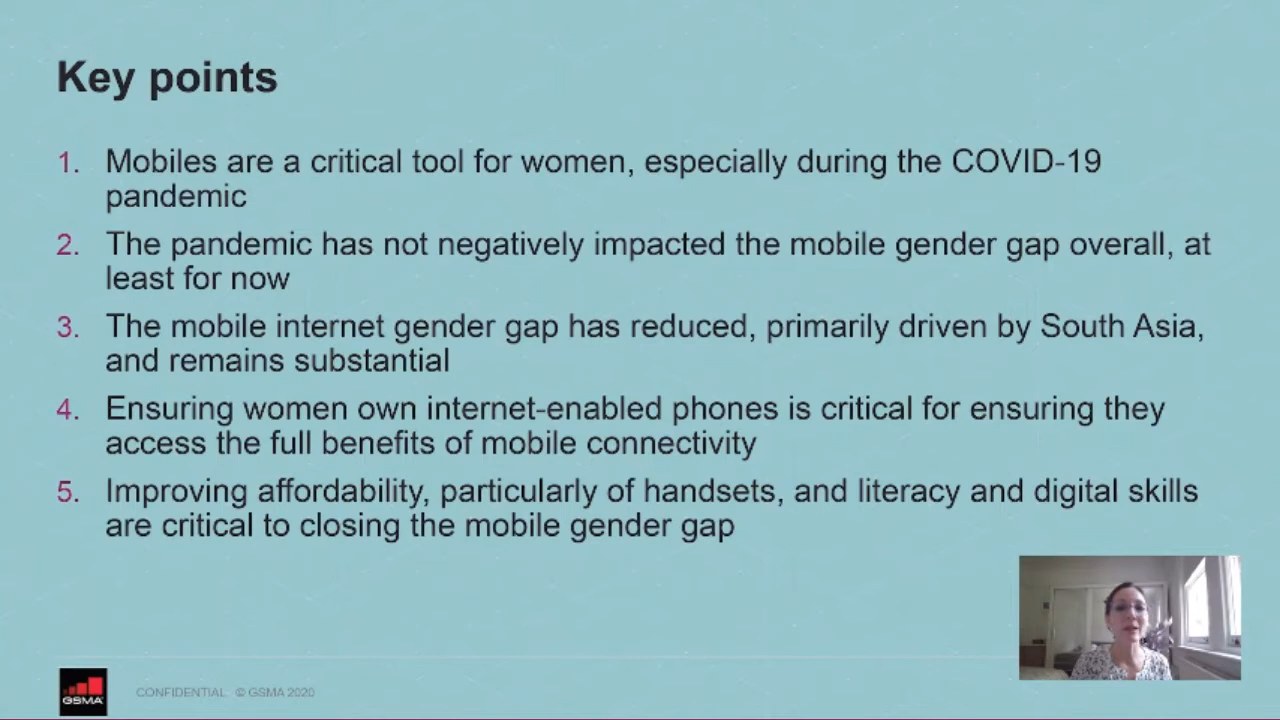 Key points
1. Mobiles are a critical tool for women, especially during the COVID-19
pandemic
2. The pandemic has not negatively impacted the mobile gender gap overall, at
least for now
3. The mobile internet gender gap has reduced, primarily driven by South Asia,
and remains substantial
4. Ensuring women own internet-enabled phones is critical for ensuring they
access the full benefits of mobile connectivity
5. Improving affordability, particularly of handsets, and literacy and digital skills
are critical to closing the mobile gender gap
GSMA
CONFIDENTIAL © GSMA 2020